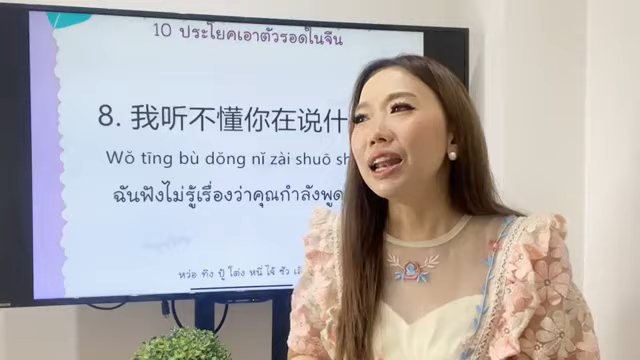 10 ประโยคเอาตัวรอดในจีน
8. 我听不懂你在说什
Wǒ tīng bù dǒng nǐ zài shuō sh
ฉันฟังไม่รู้เรื่องว่าคุณกำลังพูด
หว่อ ทิง ปู้ โต่ง หนี่ ไจ้ ซัว